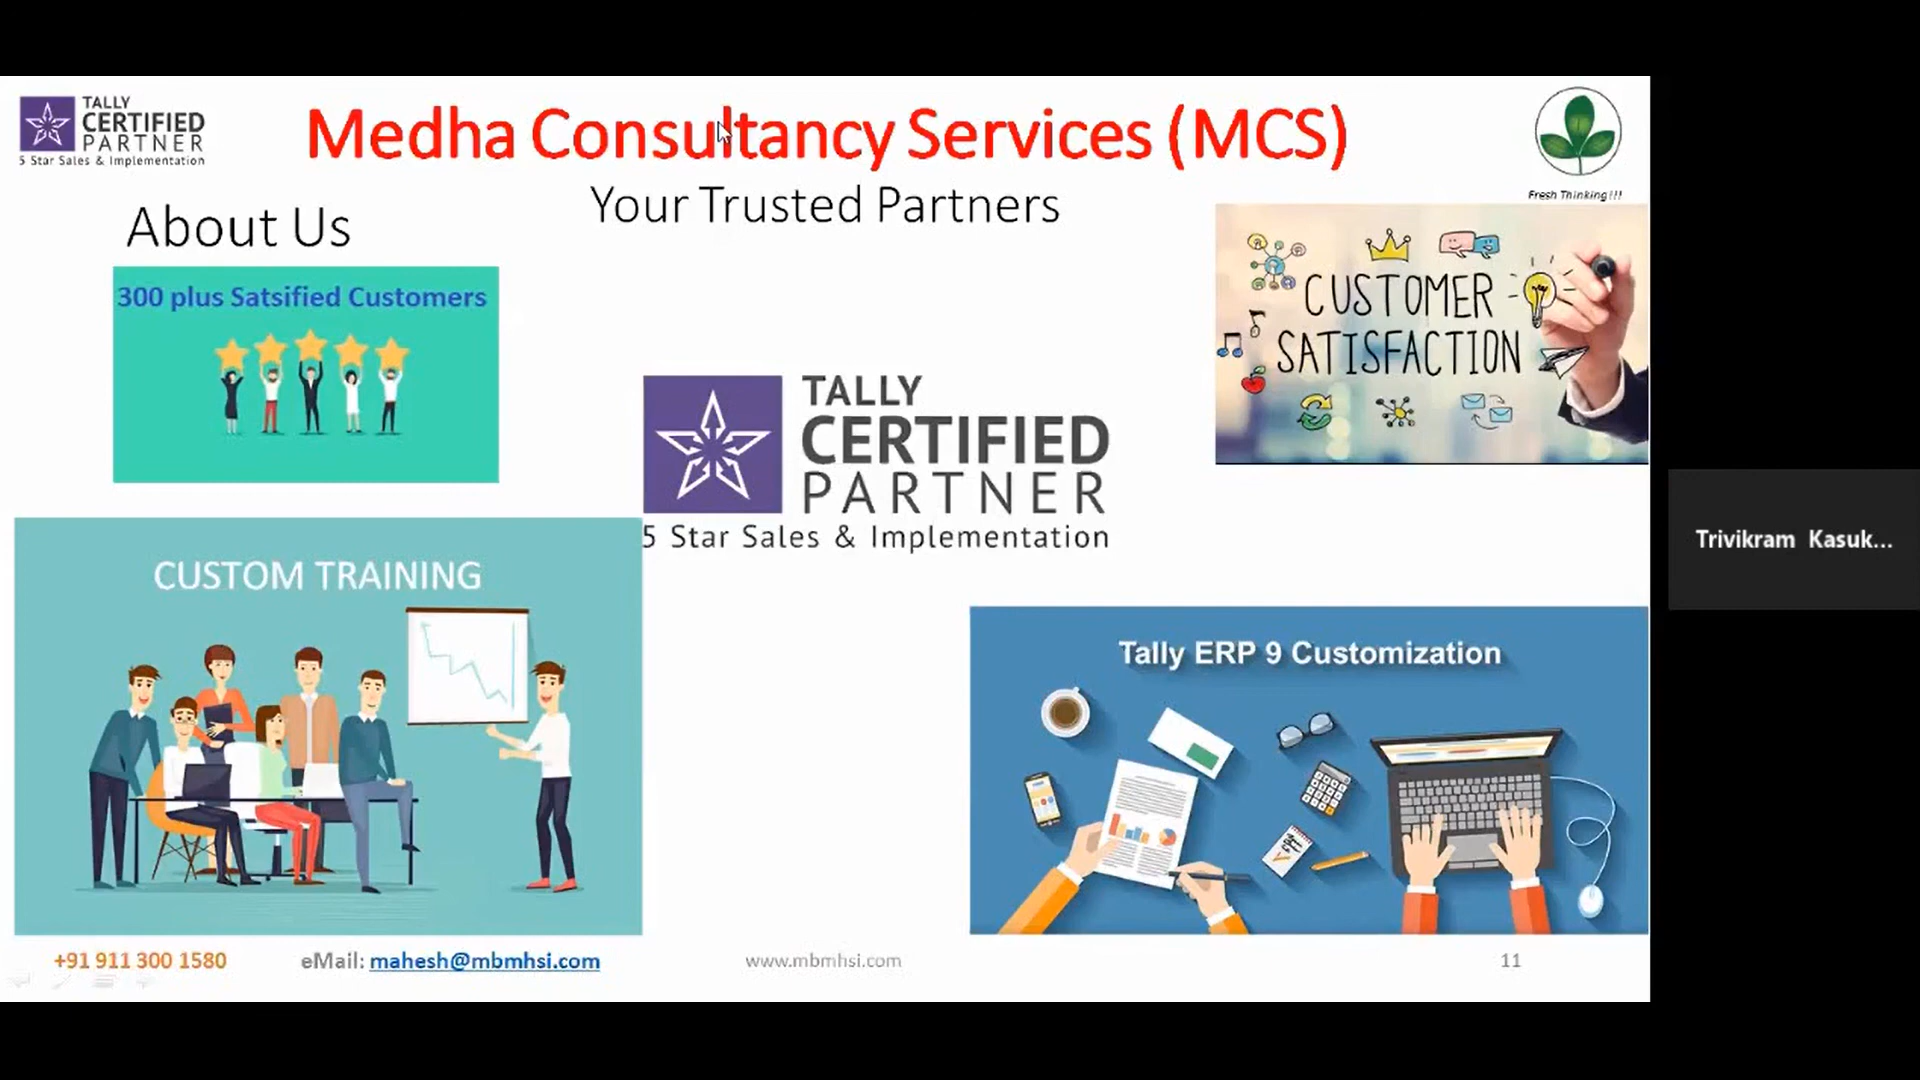 TALLY
CERTIFIED
PARTNER
5 Star Sales & Implementation
Medha Consultancy Services (MCS)
Your Trusted Partners
Fresh Thinking!!!
About Us
300 plus Satsified Customers
CUSTOMER
SATISFACTION
TALLY
CERTIFIED
PARTNER
5 Star Sales & Implementation
CUSTOM TRAINING
Tally ERP 9 Customization
Trivikram Kasuk...
+91 911 300 1580
eMail: mahesh@mbmhsi.com
www.mbmhsi.com
11